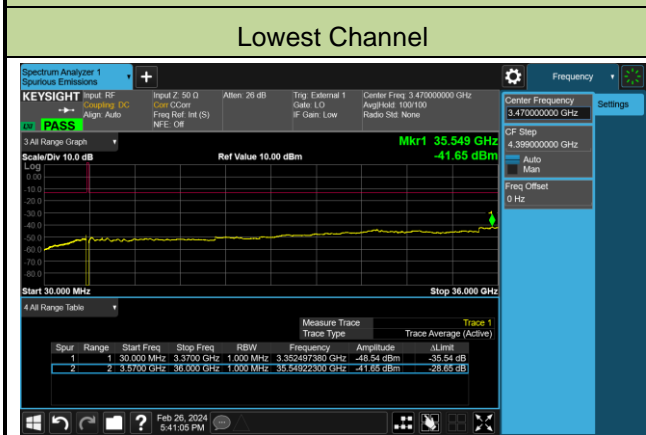 Lowest Channel
Spectrum Analyzer 1
Spurious Emissions
Frequency
KEYSIGHT Input: RF Input Z: 50 Ω Atten: 26 dB Trig: External 1 Center Freq: 3.470000000 GHz
Coupling: DC Corr CCorr Gate: LO Avg|Hold: 100/100
Align: Auto Freq Ref: Int (S) IF Gain: Low Radio Std: None
NFE: Off
PASS
Center Frequency
3.470000000 GHz
Settings
CF Step
4.399000000 GHz
Auto
Man
Freq Offset
0 Hz
3 All Range Graph
Mkr1 35.549 GHz
Scale/Div 10.0 dB Ref Value 10.00 dBm -41.65 dBm
Log
0.00
-10.0
-20.0
-30.0
-40.0
-50.0
-60.0
-70.0
-80.0
1
Start 30.000 MHz Stop 36.000 GHz
4 All Range Table
Measure Trace Trace 1
Trace Type Trace Average (Active)
Spur Range Start Freq Stop Freq RBW Frequency Amplitude ΔLimit
1 1 30.000 MHz 3.3700 GHz 1.000 MHz 3.352497380 GHz -48.54 dBm -35.54 dB
2 2 3.5700 GHz 36.000 GHz 1.000 MHz 35.54922300 GHz -41.65 dBm -28.65 dB
Feb 26, 2024
5:41:05 PM